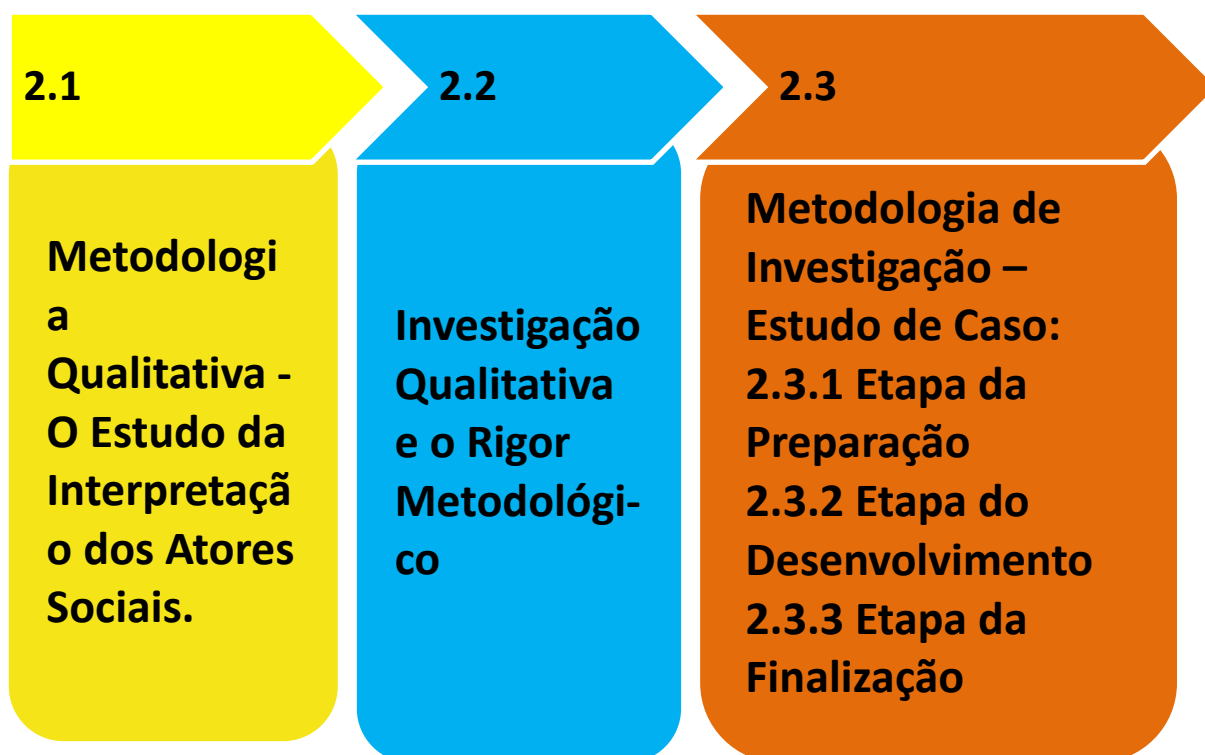 2.1
2.2
2.3
Metodologi
a
Qualitativa -
O Estudo da
Interpretaçã
o dos Atores
Sociais.
Investigação
Qualitativa
e o Rigor
Metodológi-
co
Metodologia de
Investigação –
Estudo de Caso:
2.3.1 Etapa da
Preparação
2.3.2 Etapa do
Desenvolvimento
2.3.3 Etapa da
Finalização